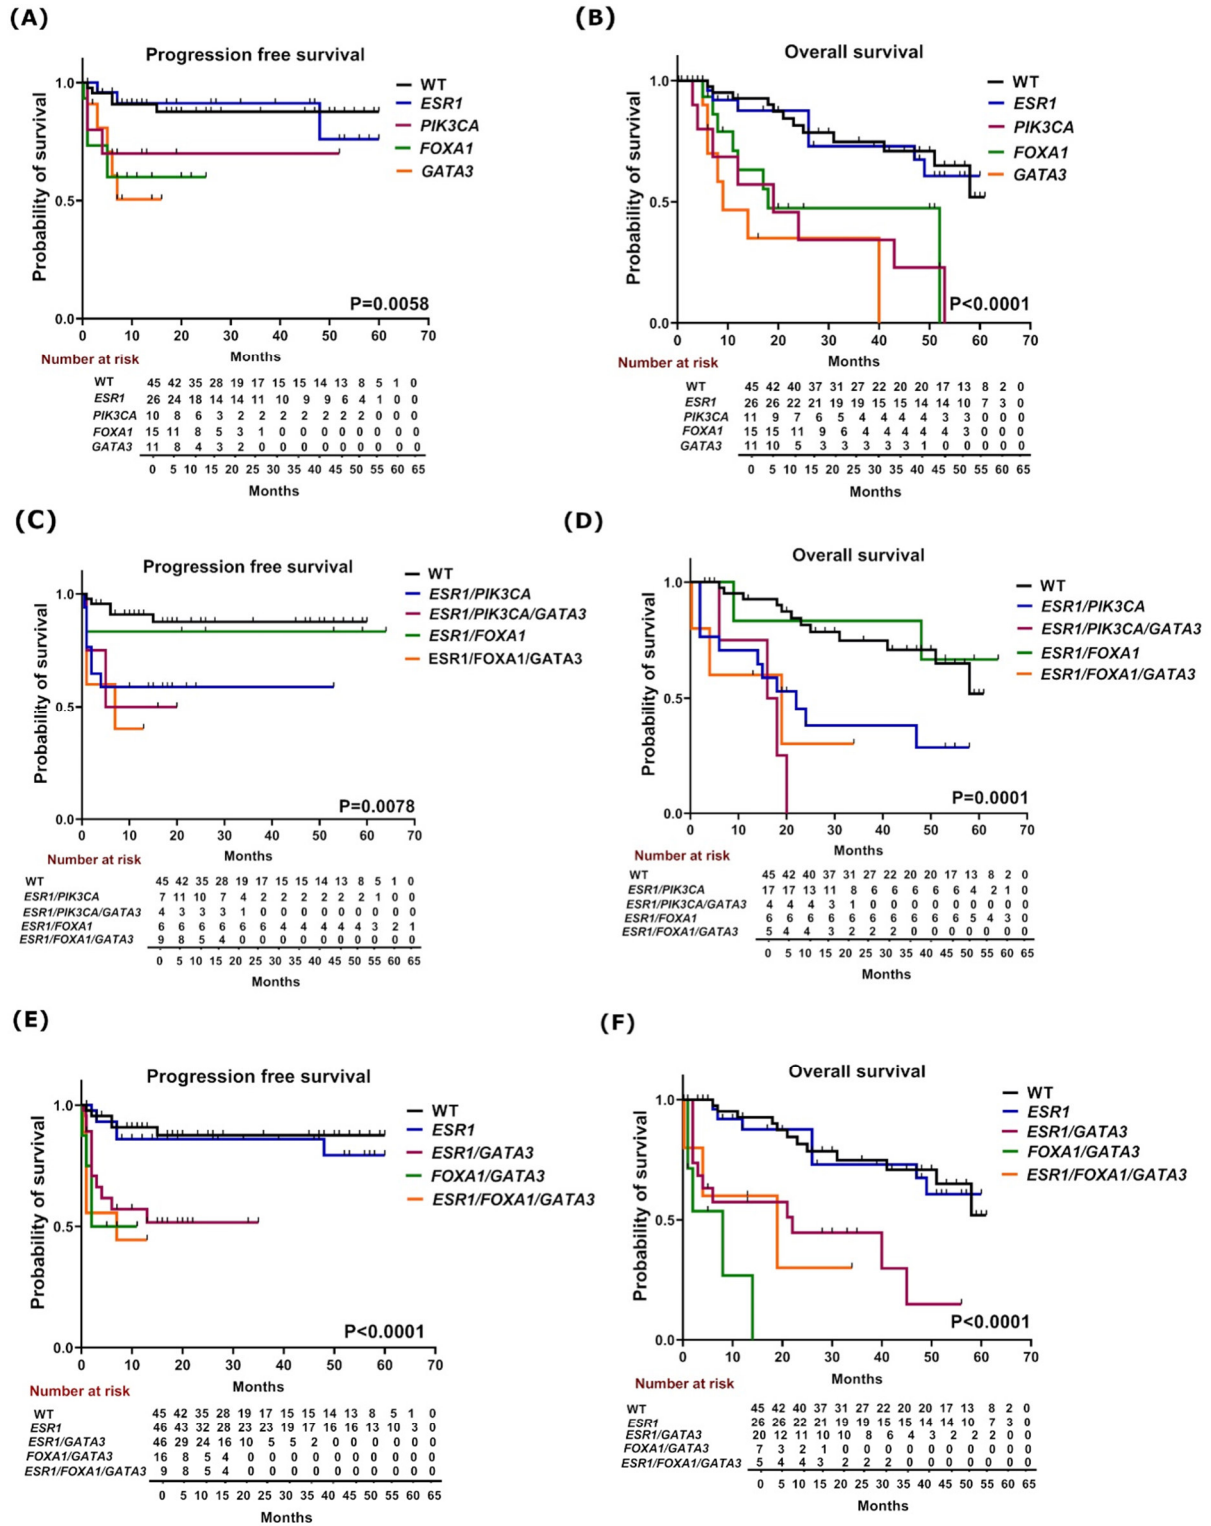 (A)
Progression free survival
Probability of survival
1.0
0.5
0.0
0 10 20 30 40 50 60 70
Months
WT
ESR1
PIK3CA
FOXA1
GATA3
P=0.0058
Number at risk
WT 45 42 35 28 19 17 15 15 14 13 8 5 1 0
ESR1 26 24 18 14 14 11 10 9 9 6 4 1 0 0
PIK3CA 10 8 6 3 2 2 2 2 2 2 2 0 0 0
FOXA1 15 11 8 5 3 1 0 0 0 0 0 0 0 0
GATA3 11 8 4 3 2 0 0 0 0 0 0 0 0 0
0 5 10 15 20 25 30 35 40 45 50 55 60 65
Months
(B)
Overall survival
Probability of survival
1.0
0.5
0.0
0 10 20 30 40 50 60 70
Months
WT
ESR1
PIK3CA
FOXA1
GATA3
P<0.0001
Number at risk
WT 45 42 40 37 31 27 22 20 20 17 13 8 2 0
ESR1 26 26 22 21 19 19 15 15 14 14 10 7 3 0
PIK3CA 11 9 7 6 5 4 4 4 4 3 3 0 0 0
FOXA1 15 15 11 9 6 4 4 4 4 4 3 0 0 0
GATA3 11 10 5 3 3 3 3 3 1 0 0 0 0 0
0 5 10 55 20 25 30 35 40 45 50 55 60 65
Months
(C)
Progression free survival
Probability of survival
1.0
0.5
0.0
0 10 20 30 40 50 60 70
Months
WT
ESR1/PIK3CA
ESR1/PIK3CA/GATA3
ESR1/FOXA1
ESR1/FOXA1/GATA3
P=0.0078
Number at risk
WT 45 42 35 28 19 17 15 15 14 13 8 5 1 0
ESR1/PIK3CA 7 11 10 7 4 2 2 2 2 2 2 1 0 0
ESR1/PIK3CA/GATA3 4 3 3 3 1 0 0 0 0 0 0 0 0 0
ESR1/FOXA1 6 6 6 6 6 6 4 4 4 4 4 3 2 1
ESR1/FOXA1/GATA3 9 8 5 4 0 0 0 0 0 0 0 0 0 0
0 5 10 15 20 25 30 35 40 45 50 55 60 65
Months
(D)
Overall survival
Probability of survival
1.0
0.5
0.0
0 10 20 30 40 50 60 70
Months
WT
ESR1/PIK3CA
ESR1/PIK3CA/GATA3
ESR1/FOXA1
ESR1/FOXA1/GATA3
P=0.0001
Number at risk
WT 45 42 40 37 31 27 22 20 20 17 13 8 2 0
ESR1/PIK3CA 17 17 13 11 8 6 6 6 6 6 4 2 1 0
ESR1/PIK3CA/GATA3 4 4 4 3 1 0 0 0 0 0 0 0 0 0
ESR1/FOXA1 6 6 6 6 6 6 6 6 6 6 5 4 3 0
ESR1/FOXA1/GATA3 5 4 4 3 2 2 2 0 0 0 0 0 0 0
0 5 10 15 20 25 30 35 40 45 50 55 60 65
Months
(E)
Progression free survival
Probability of survival
1.0
0.5
0.0
0 10 20 30 40 50 60 70
Months
WT
ESR1
ESR1/GATA3
FOXA1/GATA3
ESR1/FOXA1/GATA3
P<0.0001
Number at risk
WT 45 42 35 28 19 17 15 15 14 13 8 5 1 0
ESR1 46 43 32 28 23 23 19 17 16 16 13 10 3 0
ESR1/GATA3 46 29 24 16 10 5 5 2 0 0 0 0 0 0
FOXA1/GATA3 16 8 5 4 0 0 0 0 0 0 0 0 0 0
ESR1/FOXA1/GATA3 9 8 5 4 0 0 0 0 0 0 0 0 0 0
0 5 10 15 20 25 30 35 40 45 50 55 60 65
Months
(F)
Overall survival
Probability of survival
1.0
0.5
0.0
0 10 20 30 40 50 60 70
Months
WT
ESR1
ESR1/GATA3
FOXA1/GATA3
ESR1/FOXA1/GATA3
P<0.0001
Number at risk
WT 45 42 40 37 31 27 22 20 20 17 13 8 2 0
ESR1 26 26 22 21 19 19 15 15 14 14 10 7 3 0
ESR1/GATA3 20 12 11 10 10 8 6 4 3 2 2 2 0 0
FOXA1/GATA3 7 3 2 1 0 0 0 0 0 0 0 0 0 0
ESR1/FOXA1/GATA3 5 4 4 3 2 2 2 0 0 0 0 0 0 0
0 5 10 15 20 25 30 35 40 45 50 55 60 65
Months